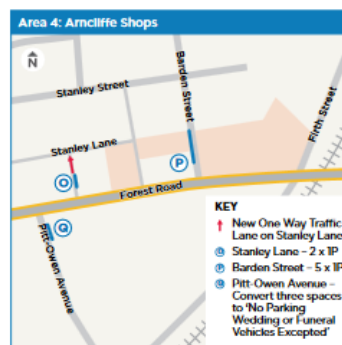 Area 4: Arncliffe Shops
N
Stanley Street
Barden Street
Firth Street
Stanley Lane
P
O
Forest Road
Q
Pitt-Owen Avenue
KEY
New One Way Traffic
Lane on Stanley Lane
O Stanley Lane – 2 x 1P
P Barden Street – 5 x 1P
Q Pitt-Owen Avenue –
Convert three spaces
to 'No Parking
Wedding or Funeral
Vehicles Excepted'